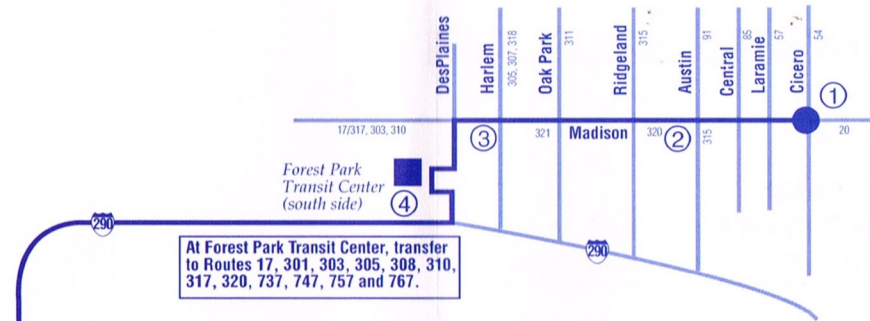 DesPlaines
Harlem
305, 307, 318
Oak Park
311
Ridgeland
315
Austin
91
Central
85
Laramie
57
Cicero
54
1
17/317, 303, 310
3
321
Madison
320
2
315
20
Forest Park
Transit Center
(south side)
4
290
290
At Forest Park Transit Center, transfer
to Routes 17, 301, 303, 305, 308, 310,
317, 320, 737, 747, 757 and 767.